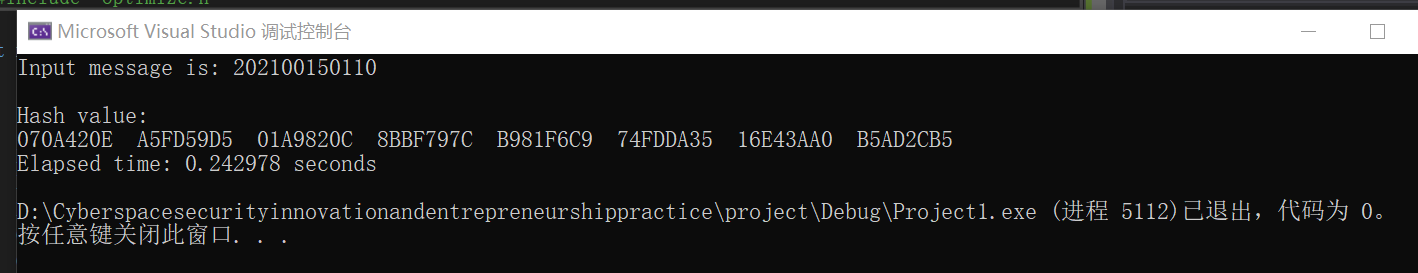 #include "optimize.h"
Microsoft Visual Studio 调试控制台
Input message is: 202100150110
Hash value:
070A420E A5FD59D5 01A9820C 8BBF797C B981F6C9 74FDDA35 16E43AA0 B5AD2CB5
Elapsed time: 0.242978 seconds
D:\Cyberspacesecurityinnovationandentrepreneurshippractice\project\Debug\Project1.exe (进程 5112)已退出，代码为 0。
按任意键关闭此窗口. . .